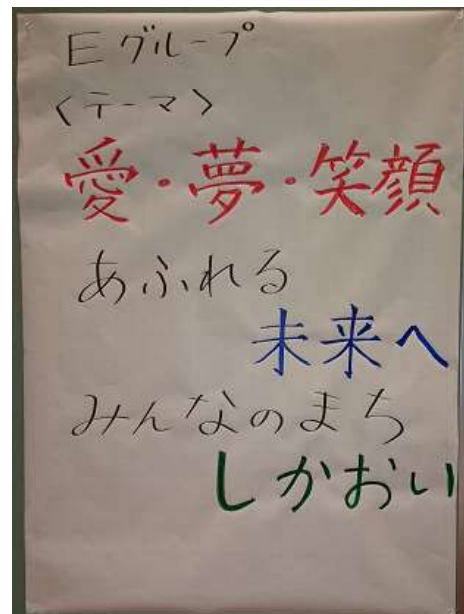 Eグループ
〈テーマ〉
愛・夢・笑顔
あふれる
未来へ
みんなのまち
しかおい